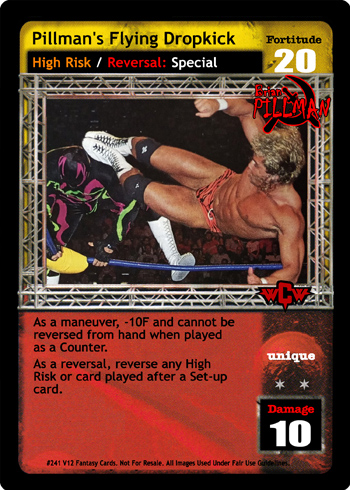 Pillman's Flying Dropkick
Fortitude
20
High Risk / Reversal: Special
Brian
PILLMAN
WCW
As a maneuver, -10F and cannot be
reversed from hand when played
as a Counter.
As a reversal, reverse any High
Risk or card played after a Set-up
card.
unique
Damage
10
#241 V12 Fantasy Cards. Not For Resale. All Images Used Under Fair Use Guidelines.